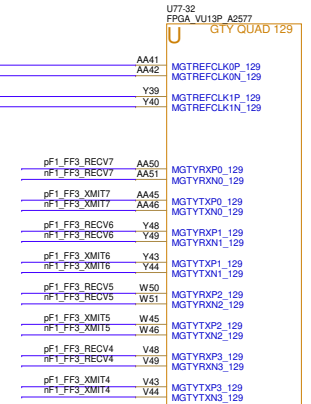 U77-32
FPGA_VU13P_A2577
U GTY QUAD 129
AA41 MGTREFCLK0P_129
AA42 MGTREFCLK0N_129
Y39 MGTREFCLK1P_129
Y40 MGTREFCLK1N_129
pF1_FF3_RECV7 AA50 MGTYRXP0_129
nF1_FF3_RECV7 AA51 MGTYRXN0_129
pF1_FF3_XMIT7 AA45 MGTYTXP0_129
nF1_FF3_XMIT7 AA46 MGTYTXN0_129
pF1_FF3_RECV6 Y48 MGTYRXP1_129
nF1_FF3_RECV6 Y49 MGTYRXN1_129
pF1_FF3_XMIT6 Y43 MGTYTXP1_129
nF1_FF3_XMIT6 Y44 MGTYTXN1_129
pF1_FF3_RECV5 W50 MGTYRXP2_129
nF1_FF3_RECV5 W51 MGTYRXN2_129
pF1_FF3_XMIT5 W45 MGTYTXP2_129
nF1_FF3_XMIT5 W46 MGTYTXN2_129
pF1_FF3_RECV4 V48 MGTYRXP3_129
nF1_FF3_RECV4 V49 MGTYRXN3_129
pF1_FF3_XMIT4 V43 MGTYTXP3_129
nF1_FF3_XMIT4 V44 MGTYTXN3_129